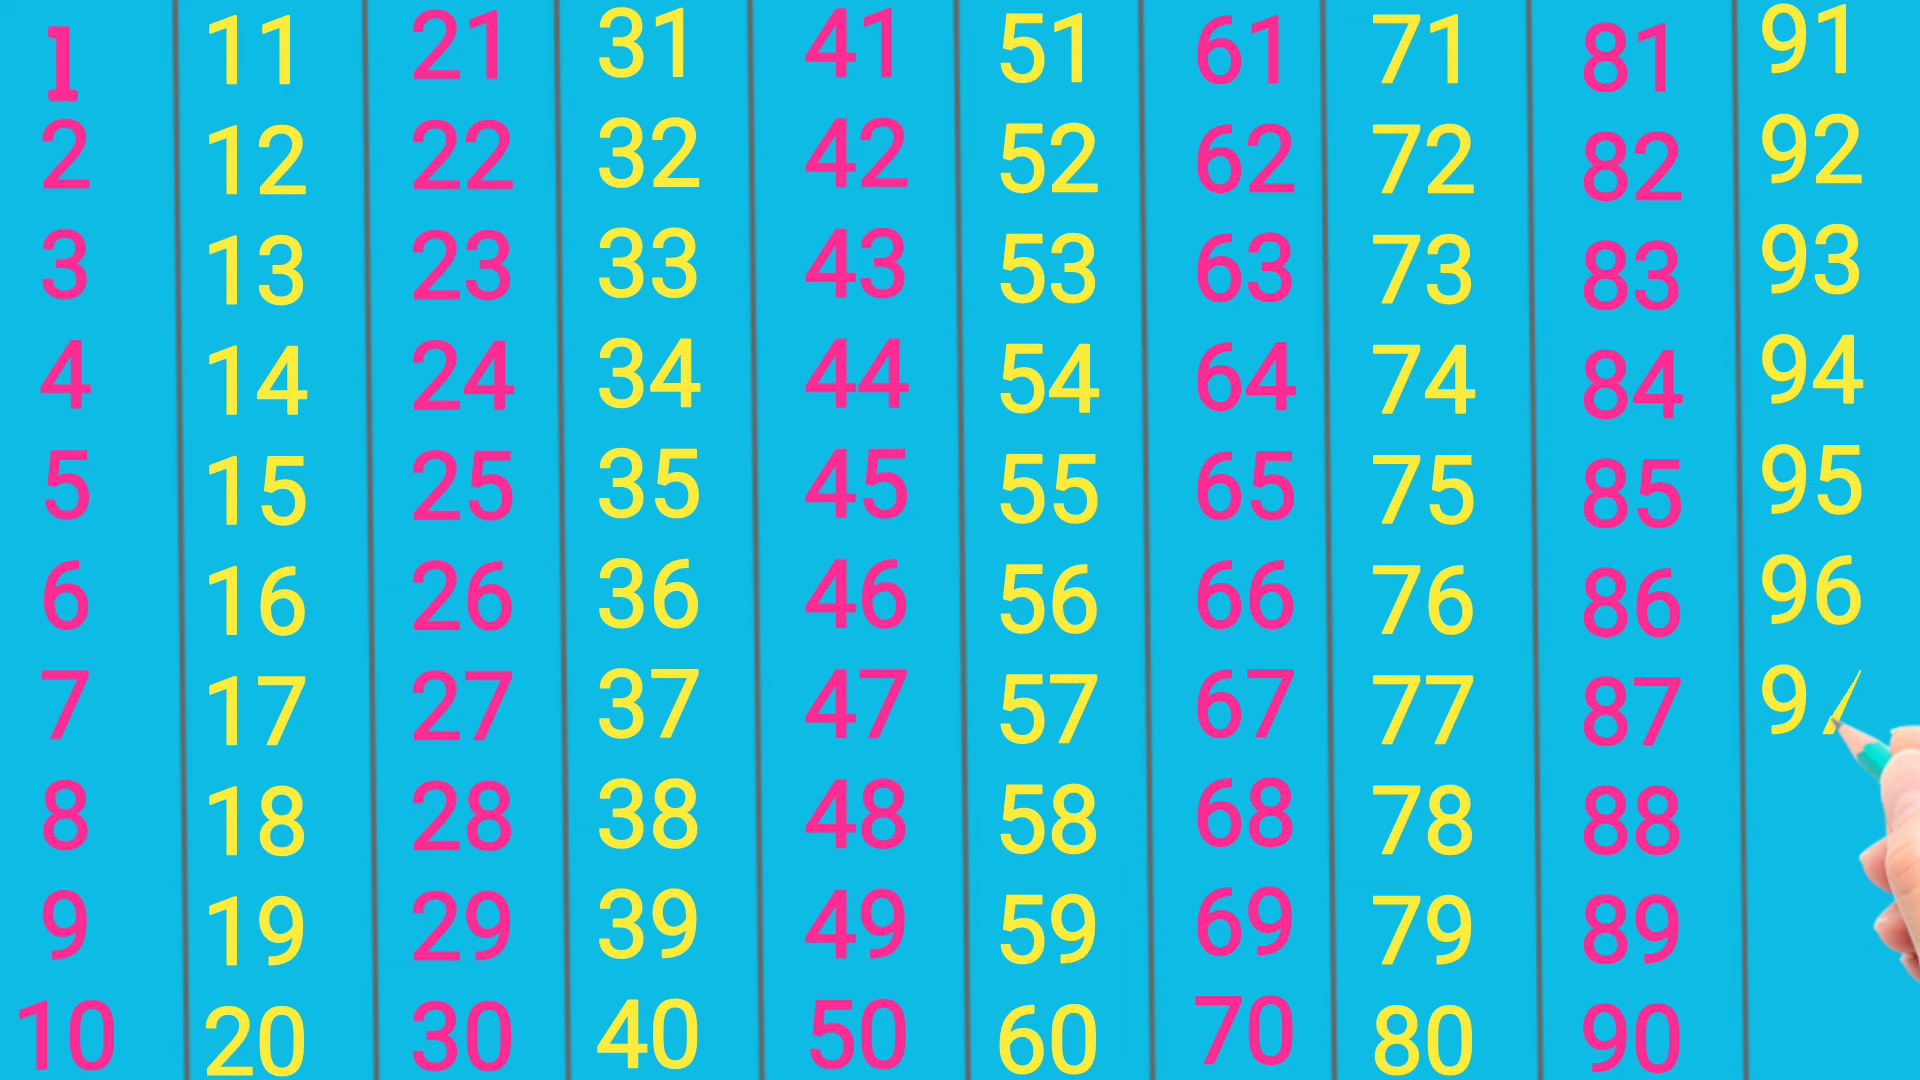 1 11 21 31 41 51 61 71 81 91
2 12 22 32 42 52 62 72 82 92
3 13 23 33 43 53 63 73 83 93
4 14 24 34 44 54 64 74 84 94
5 15 25 35 45 55 65 75 85 95
6 16 26 36 46 56 66 76 86 96
7 17 27 37 47 57 67 77 87 9
8 18 28 38 48 58 68 78 88
9 19 29 39 49 59 69 79 89
10 20 30 40 50 60 70 80 90